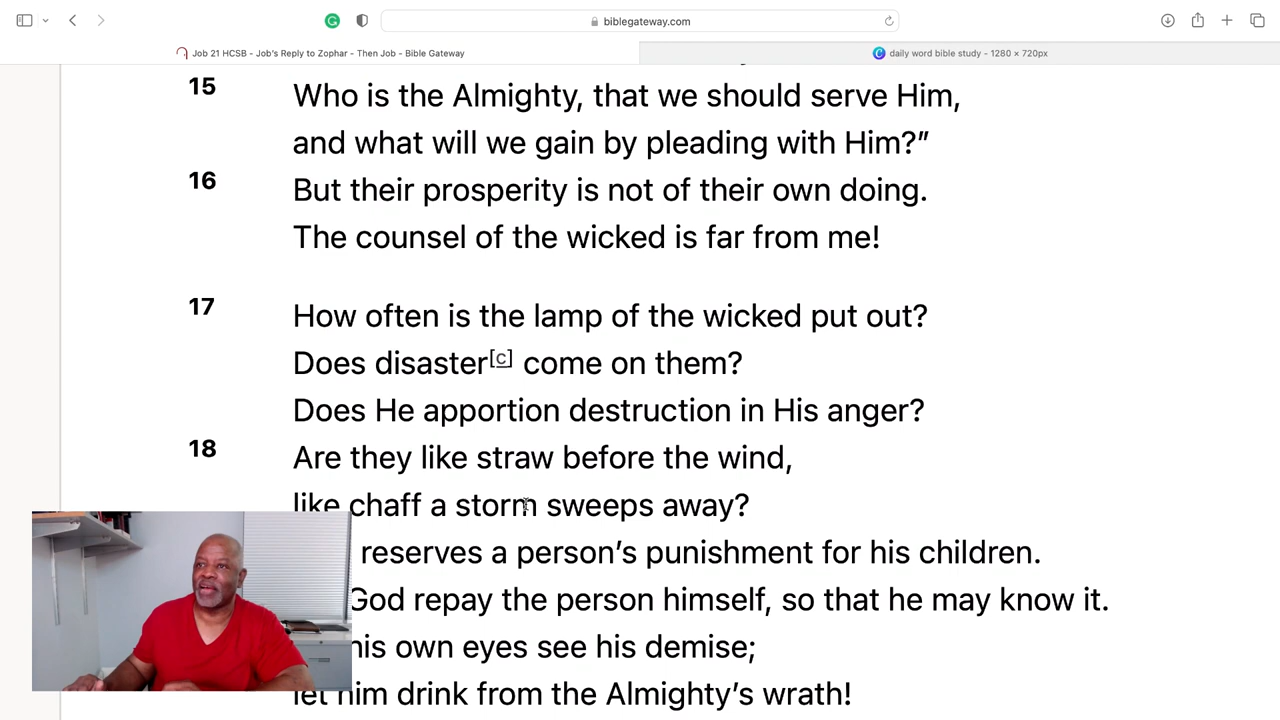 biblegateway.com
Job 21 HCSB - Job's Reply to Zophar - Then Job - Bible Gateway
daily word bible study - 1280 × 720px
15 Who is the Almighty, that we should serve Him,
and what will we gain by pleading with Him?”
16 But their prosperity is not of their own doing.
The counsel of the wicked is far from me!
17 How often is the lamp of the wicked put out?
Does disaster[c] come on them?
Does He apportion destruction in His anger?
18 Are they like straw before the wind,
like chaff a storm sweeps away?
reserves a person’s punishment for his children.
God repay the person himself, so that he may know it.
his own eyes see his demise;
let him drink from the Almighty’s wrath!